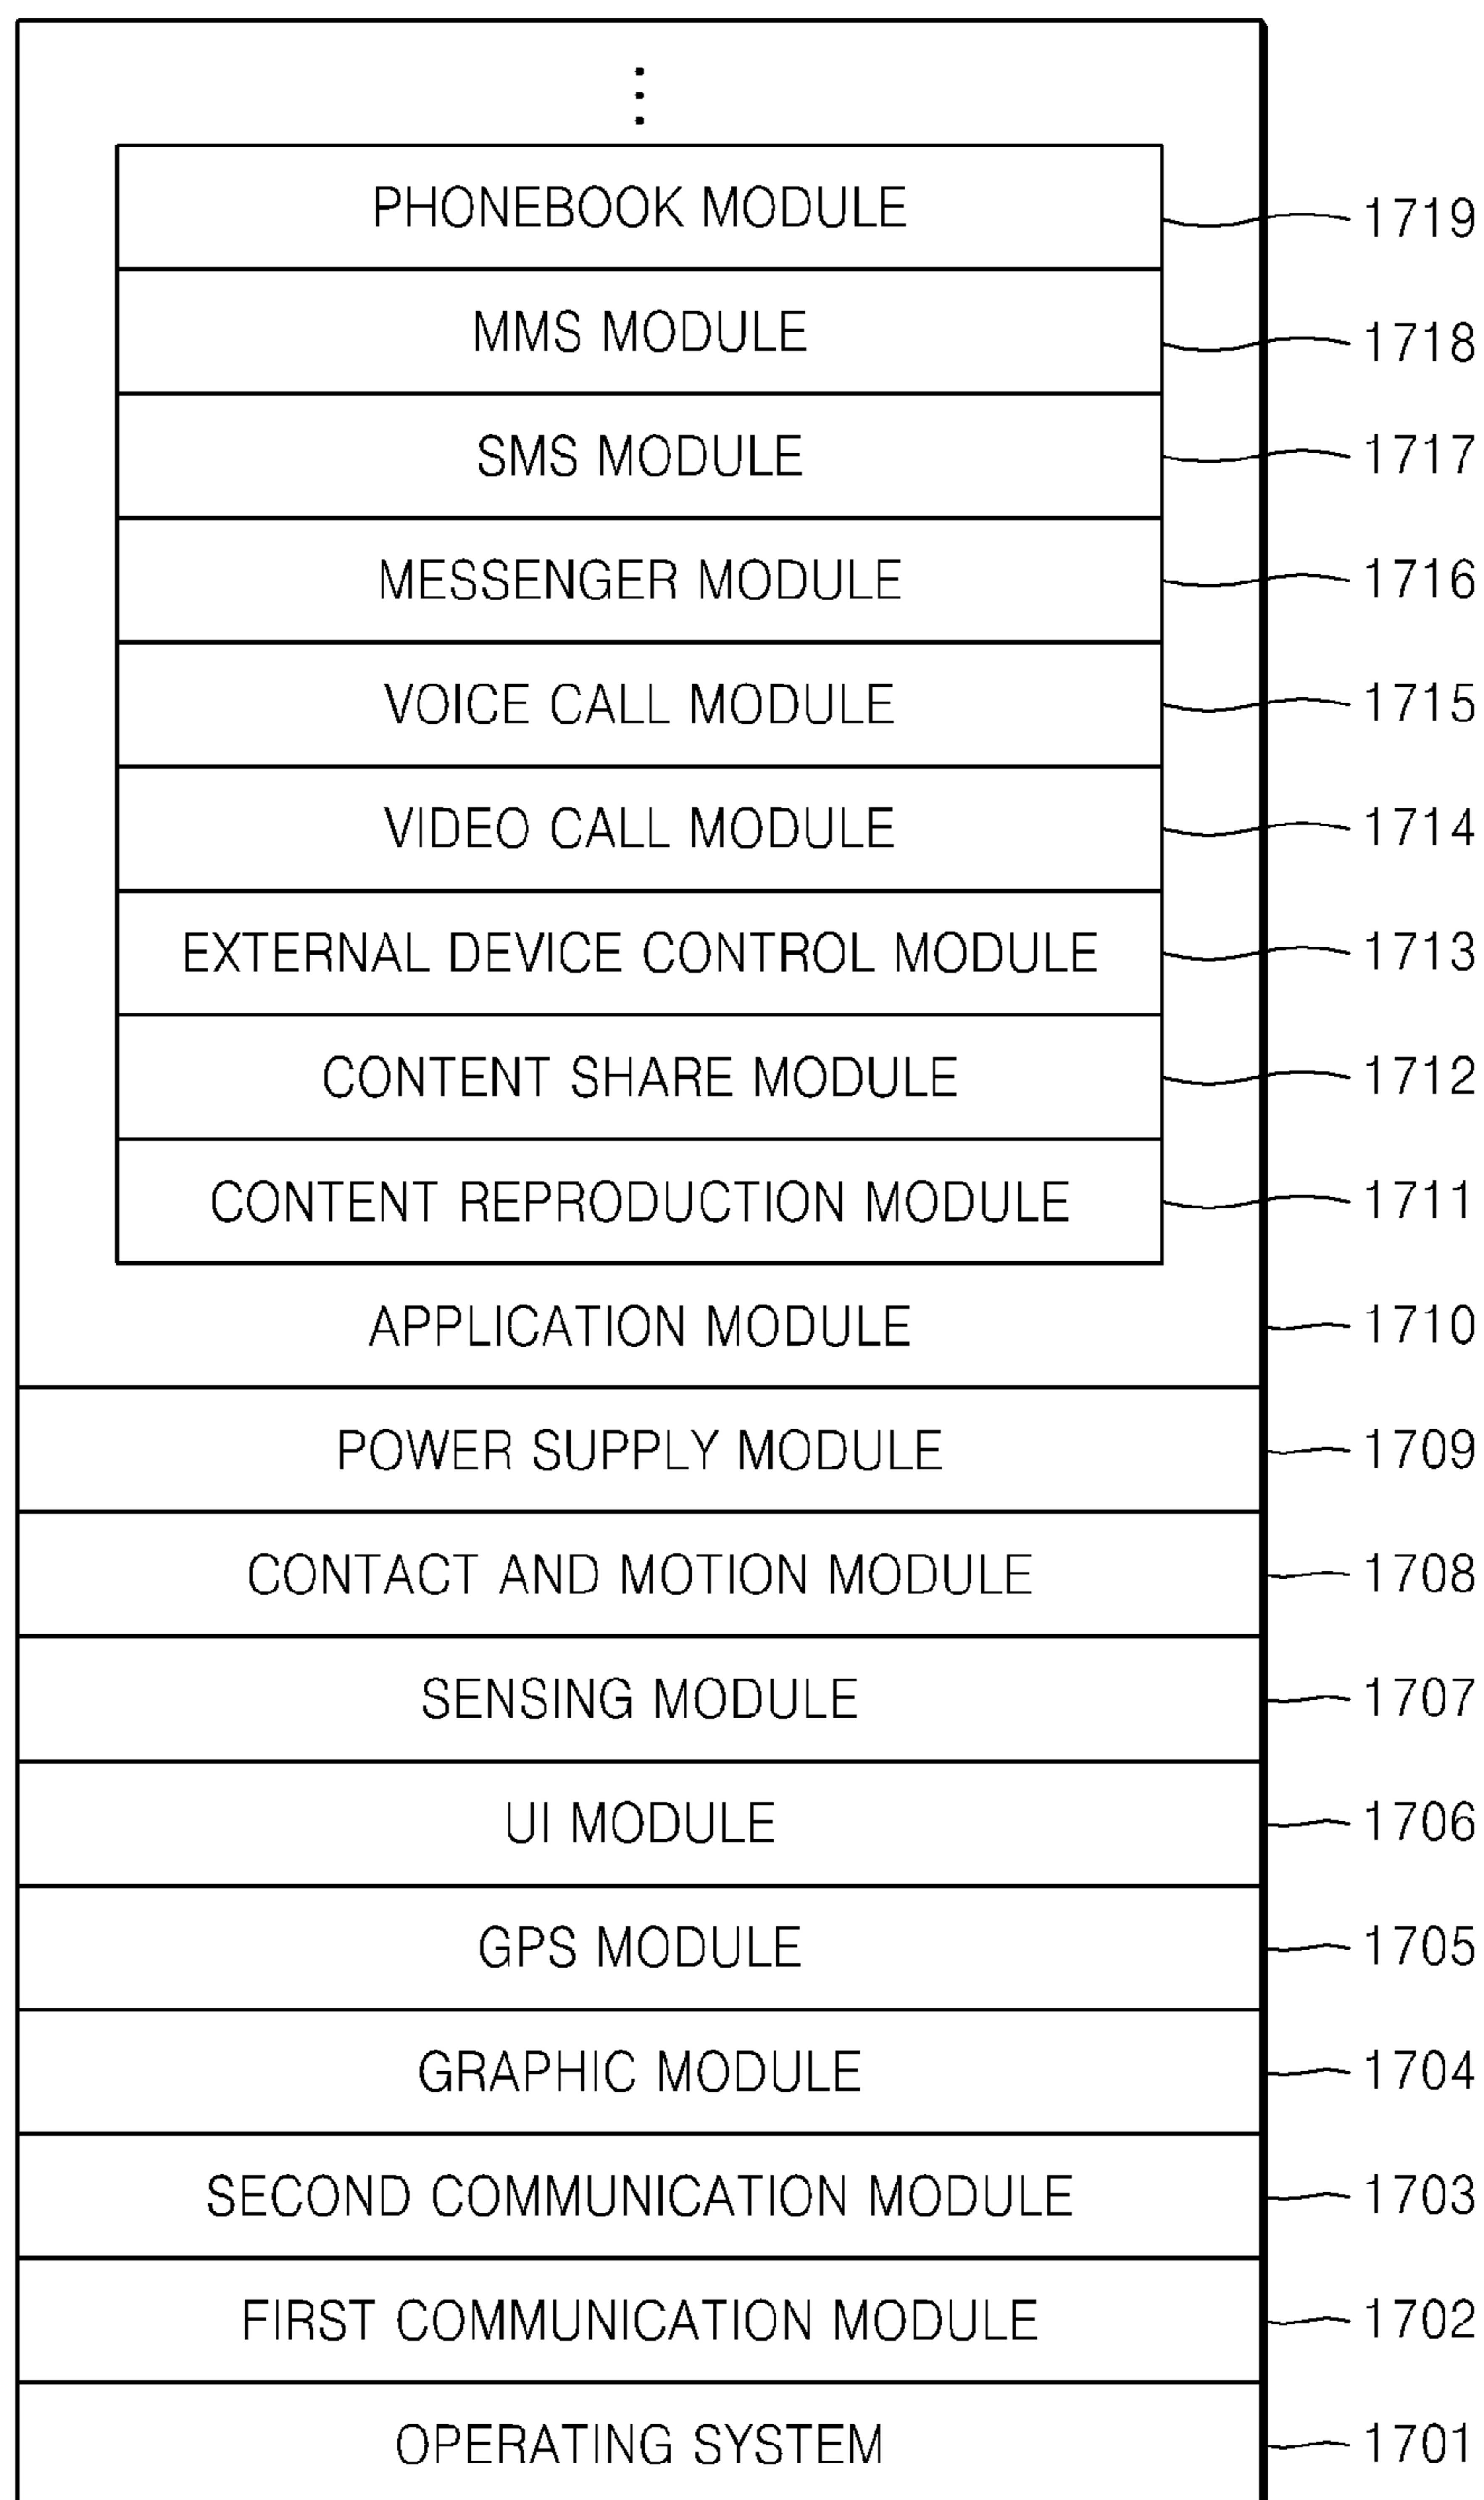 PHONEBOOK MODULE 1719
MMS MODULE 1718
SMS MODULE 1717
MESSENGER MODULE 1716
VOICE CALL MODULE 1715
VIDEO CALL MODULE 1714
EXTERNAL DEVICE CONTROL MODULE 1713
CONTENT SHARE MODULE 1712
CONTENT REPRODUCTION MODULE 1711
APPLICATION MODULE 1710
POWER SUPPLY MODULE 1709
CONTACT AND MOTION MODULE 1708
SENSING MODULE 1707
UI MODULE 1706
GPS MODULE 1705
GRAPHIC MODULE 1704
SECOND COMMUNICATION MODULE 1703
FIRST COMMUNICATION MODULE 1702
OPERATING SYSTEM 1701